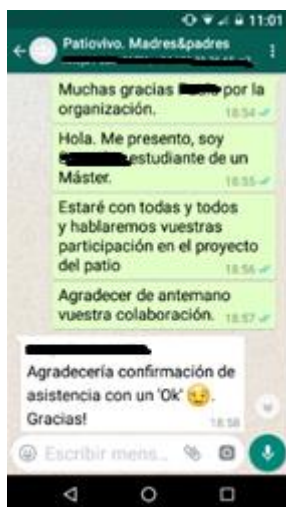 11:01
Patiovivo. Madres&padres
Muchas gracias por la
organización.
18:54
Hola. Me presento, soy
estudiante de un
Máster.
18:55
Estaré con todas y todos
y hablaremos vuestras
participación en el proyecto
del patio
18:56
Agradecer de antemano
vuestra colaboración. 18:57
Agradecería confirmación de
asistencia con un 'Ok' 😉.
Gracias!
18:58
Escribir mens...